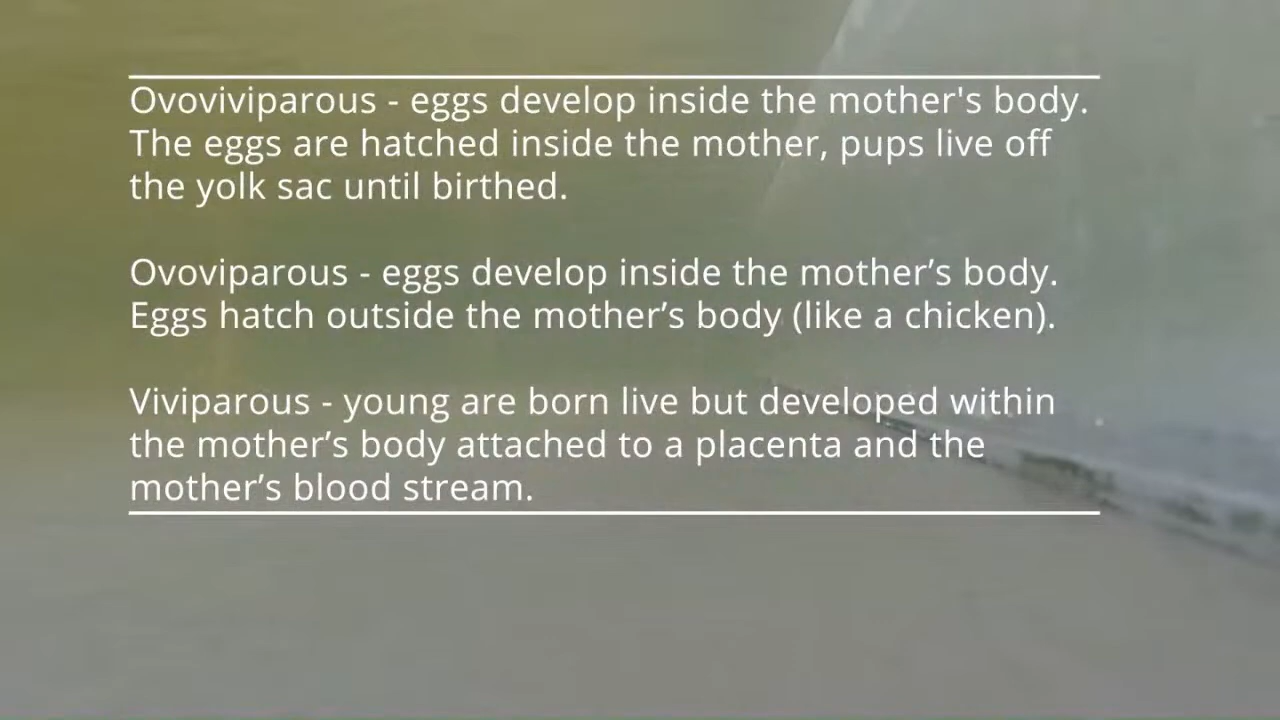 Ovoviviparous - eggs develop inside the mother's body.
The eggs are hatched inside the mother, pups live off
the yolk sac until birthed.
Ovoviparous - eggs develop inside the mother’s body.
Eggs hatch outside the mother’s body (like a chicken).
Viviparous - young are born live but developed within
the mother’s body attached to a placenta and the
mother’s blood stream.